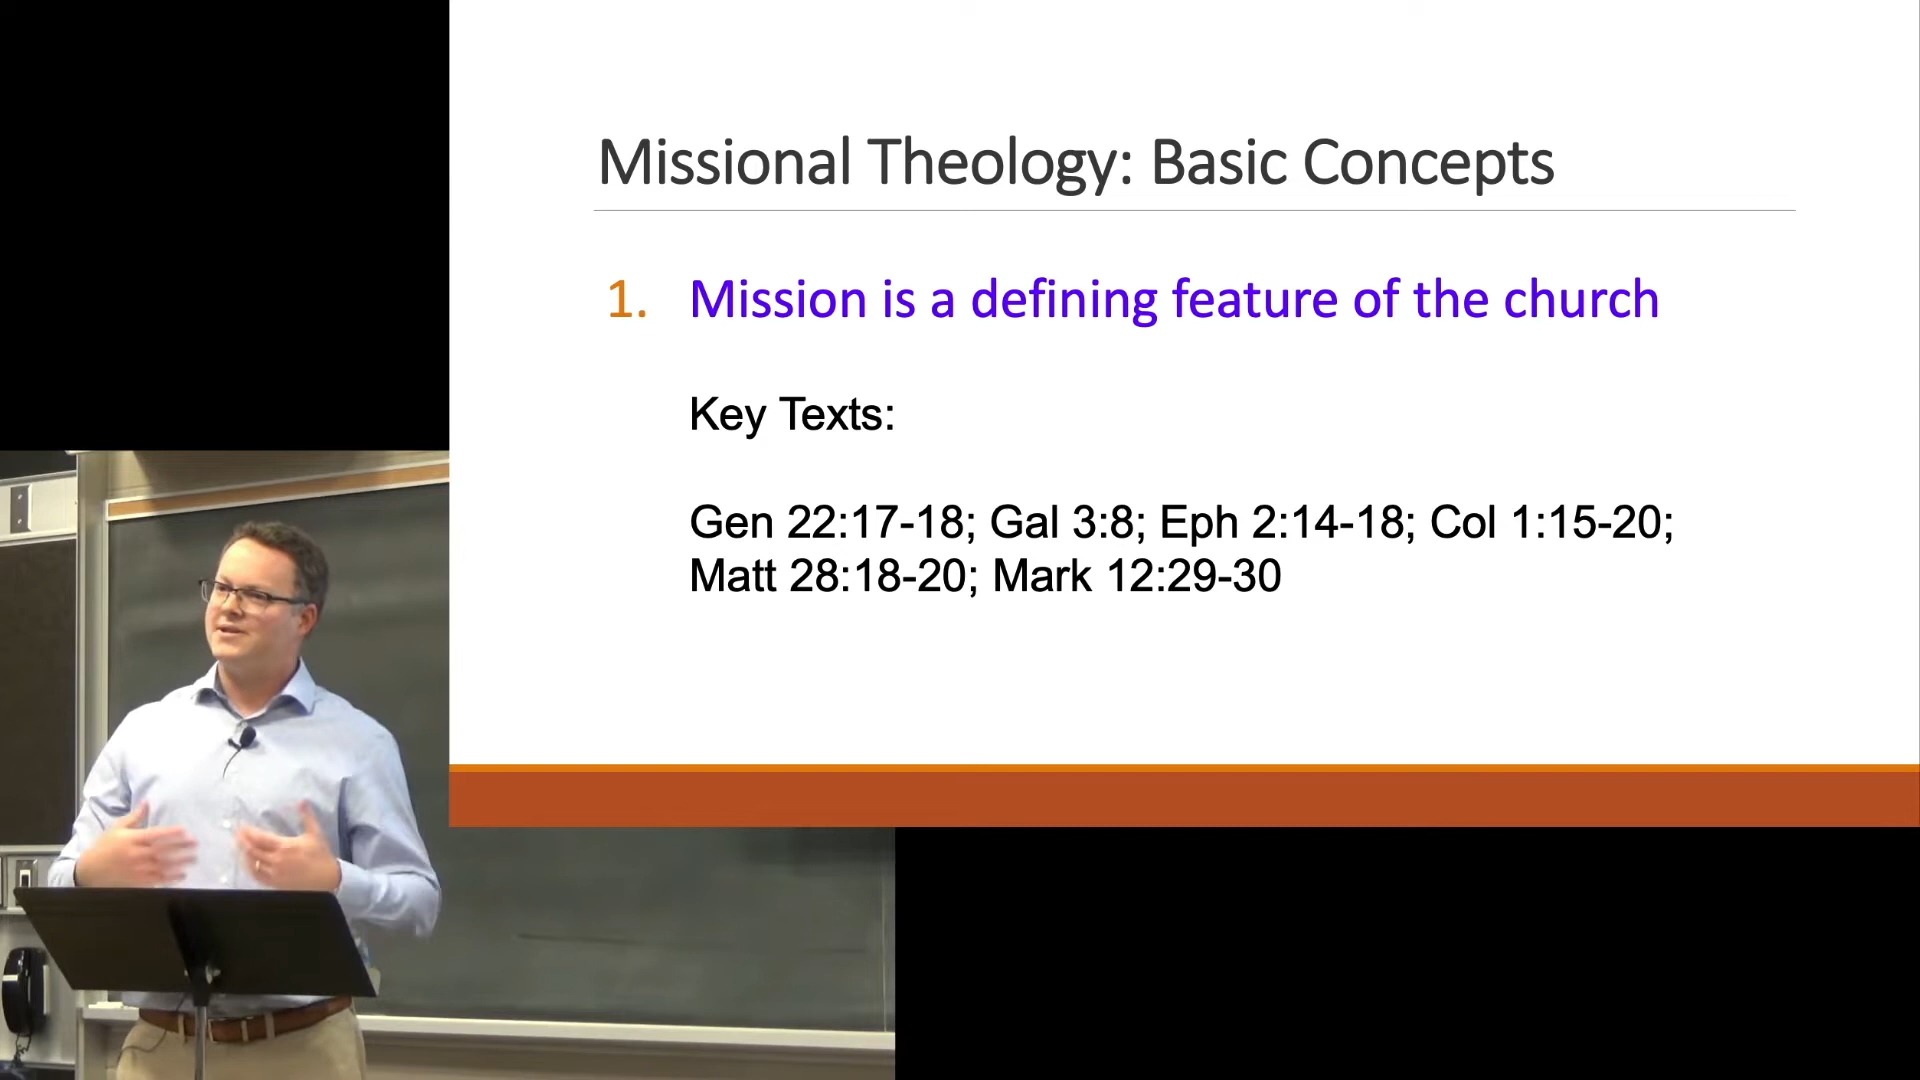 Missional Theology: Basic Concepts
1. Mission is a defining feature of the church
Key Texts:
Gen 22:17-18; Gal 3:8; Eph 2:14-18; Col 1:15-20;
Matt 28:18-20; Mark 12:29-30